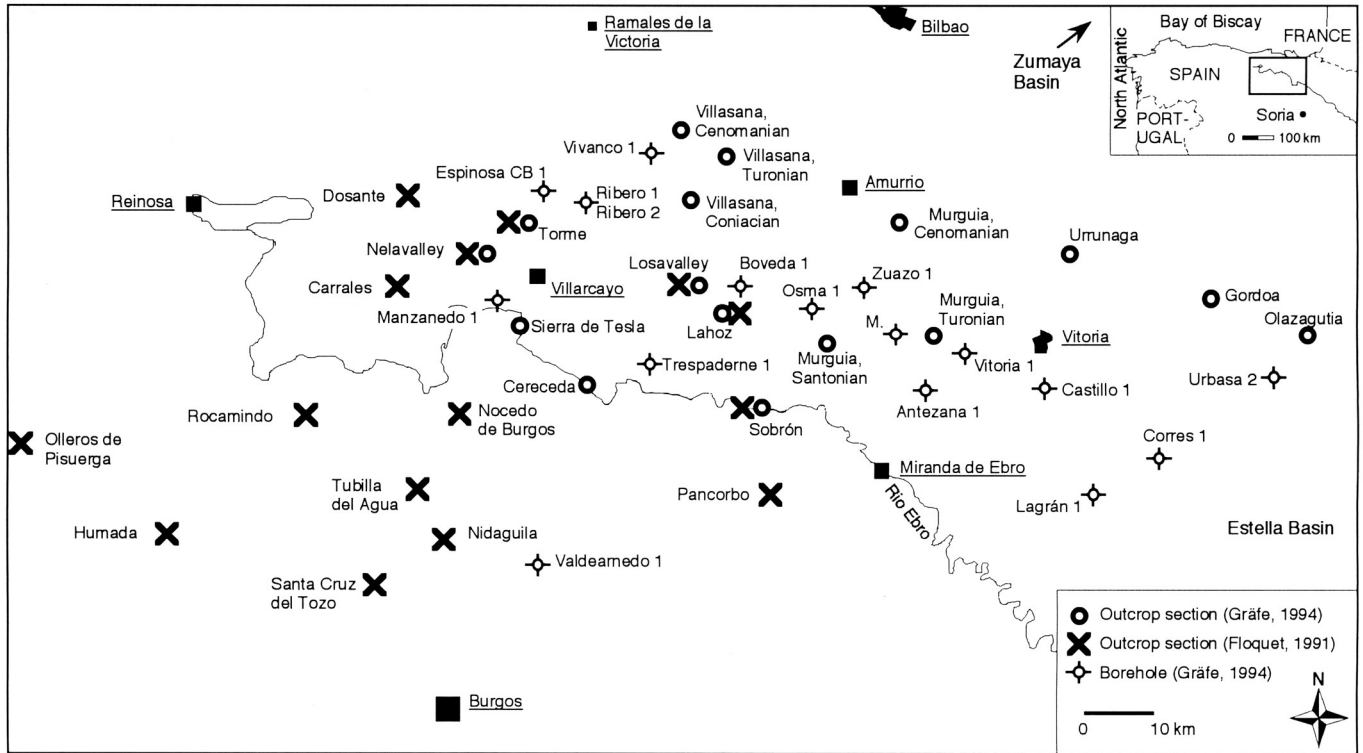 Ramales de la
Victoria
Bilbao
Zumaya
Basin
Bay of Biscay
FRANCE
North Atlantic
SPAIN
PORT-
UGAL
Soria
0 100 km
Villasana,
Cenomanian
Vivanco 1
Villasana,
Turonian
Espinosa CB 1
Dosante
Reinosa
Ribero 1
Ribero 2
Villasana,
Coniacian
Amurrio
Torme
Murguia,
Cenomanian
Urrunaga
Nelavalley
Losavalley
Boveda 1
Zuazo 1
Carrales
Villarcayo
Osma 1
Murguia,
Turonian
Gordoa
Manzanedo 1
Sierra de Tesla
Lahoz
M.
Vitoria
Olazagutia
Trespaderne 1
Murguia,
Santonian
Vitoria 1
Cereceda
Antezana 1
Castillo 1
Urbasa 2
Rocamindo
Nocedo
de Burgos
Sobrón
Olleros de
Pisuerga
Corres 1
Miranda de Ebro
Tubilla
del Agua
Pancorbo
Rio Ebro
Lagrán 1
Humada
Nidaguila
Estella Basin
Valdearnedo 1
Santa Cruz
del Tozo
Burgos
Outcrop section (Gräfe, 1994)
Outcrop section (Floquet, 1991)
Borehole (Gräfe, 1994)
0 10 km
N